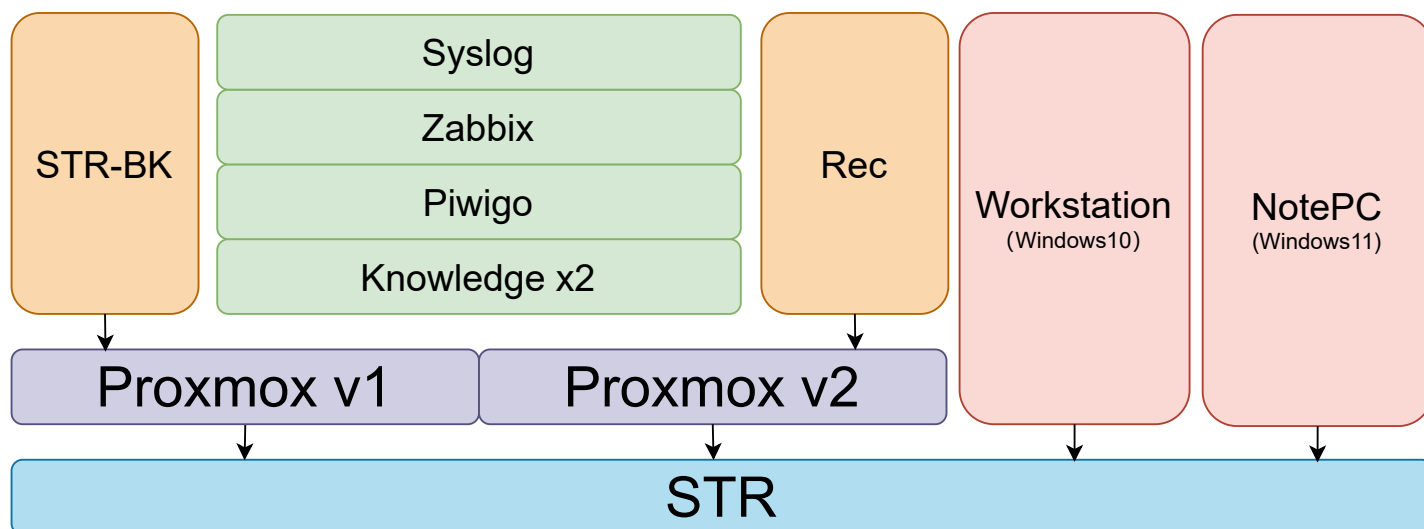 STR-BK
Syslog
Zabbix
Piwigo
Knowledge x2
Rec
Workstation
(Windows10)
NotePC
(Windows11)
Proxmox v1
Proxmox v2
STR